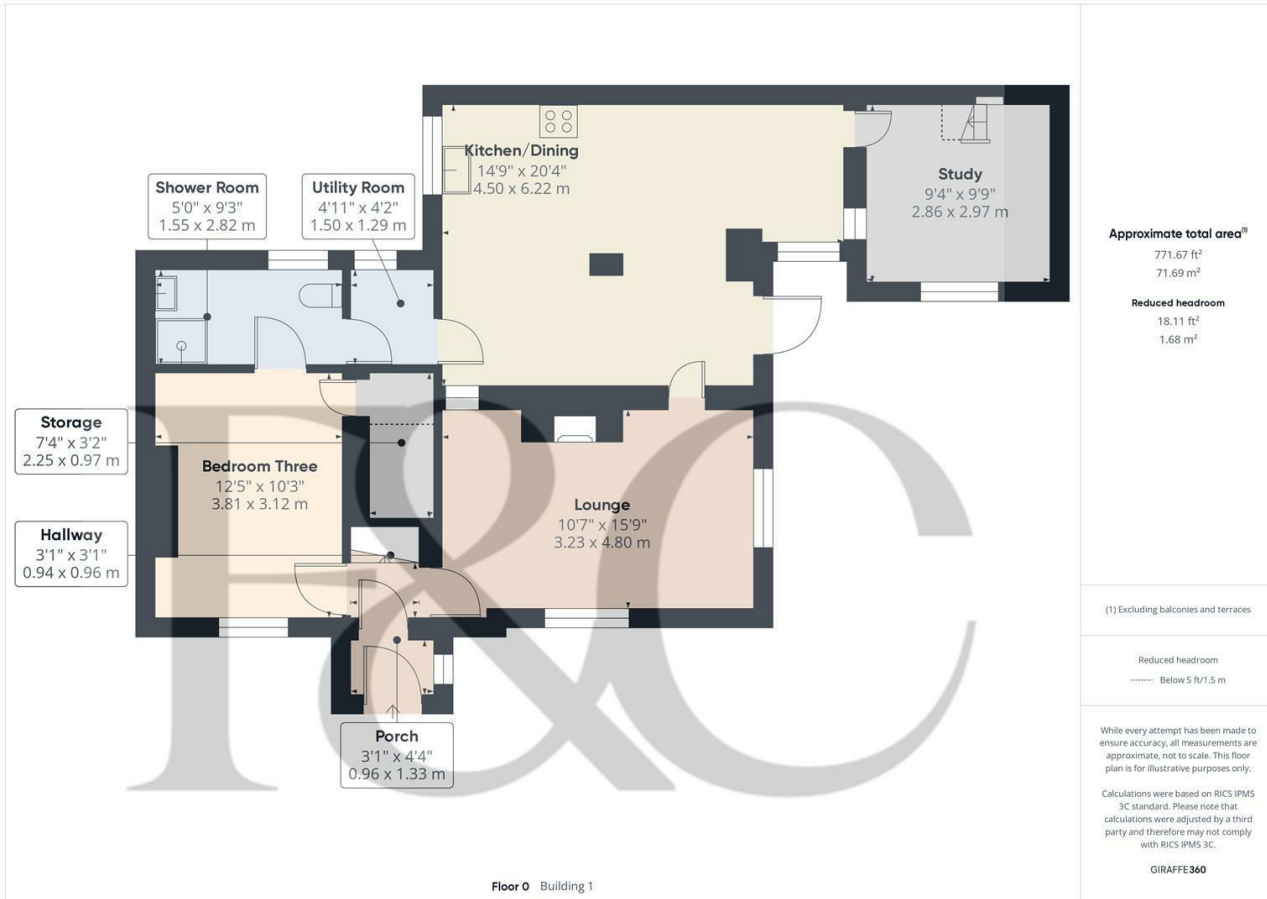 Kitchen/Dining
14'9" x 20'4"
4.50 x 6.22 m
Study
9'4" x 9'9"
2.86 x 2.97 m
Shower Room
5'0" x 9'3"
1.55 x 2.82 m
Utility Room
4'11" x 4'2"
1.50 x 1.29 m
Storage
7'4" x 3'2"
2.25 x 0.97 m
Bedroom Three
12'5" x 10'3"
3.81 x 3.12 m
Lounge
10'7" x 15'9"
3.23 x 4.80 m
Hallway
3'1" x 3'1"
0.94 x 0.96 m
Porch
3'1" x 4'4"
0.96 x 1.33 m
F&C
Floor 0 Building 1
Approximate total area⁽¹⁾
771.67 ft²
71.69 m²
Reduced headroom
18.11 ft²
1.68 m²
(1) Excluding balconies and terraces
Reduced headroom
Below 5 ft/1.5 m
While every attempt has been made to
ensure accuracy, all measurements are
approximate, not to scale. This floor
plan is for illustrative purposes only.
Calculations were based on RICS IPMS
3C standard. Please note that
calculations were adjusted by a third
party and therefore may not comply
with RICS IPMS 3C.
GIRAFFE360